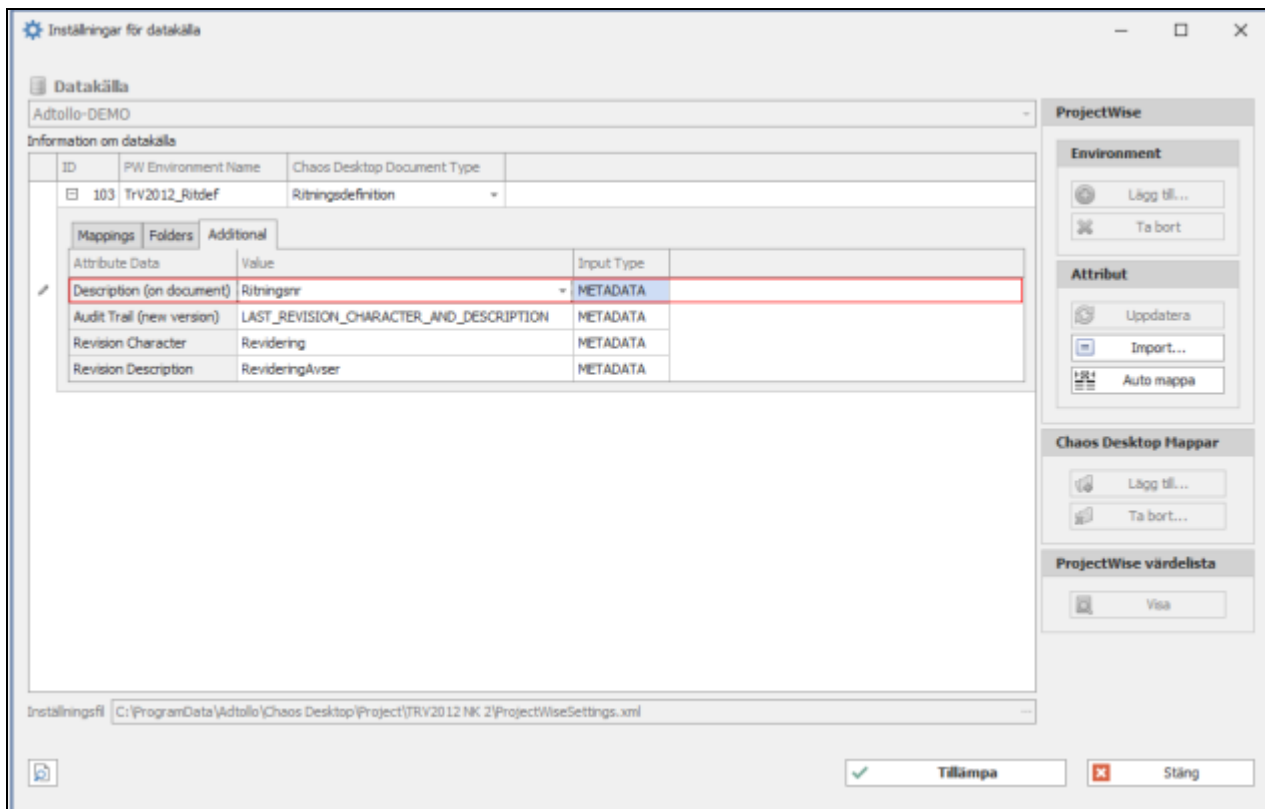 Inställningar för datakälla
Datakälla
Adtollo-DEMO
Information om datakälla
ID PW Environment Name Chaos Desktop Document Type
103 TrV2012_Ritdef Ritningsdefinition
Mappings Folders Additional
Attribute Data Value Input Type
Description (on document) Ritningsnr METADATA
Audit Trail (new version) LAST_REVISION_CHARACTER_AND_DESCRIPTION METADATA
Revision Character Revidering METADATA
Revision Description RevideringAvser METADATA
ProjectWise
Environment
Lägg till...
Ta bort
Attribut
Uppdatera
Import...
Auto mappa
Chaos Desktop Mappar
Lägg till...
Ta bort...
ProjectWise värdelista
Visa
Inställningsfil C:\ProgramData\Adtollo\Chaos Desktop\Project\TRV2012 NK 2\ProjectWiseSettings.xml ...
Tillämpa Stäng